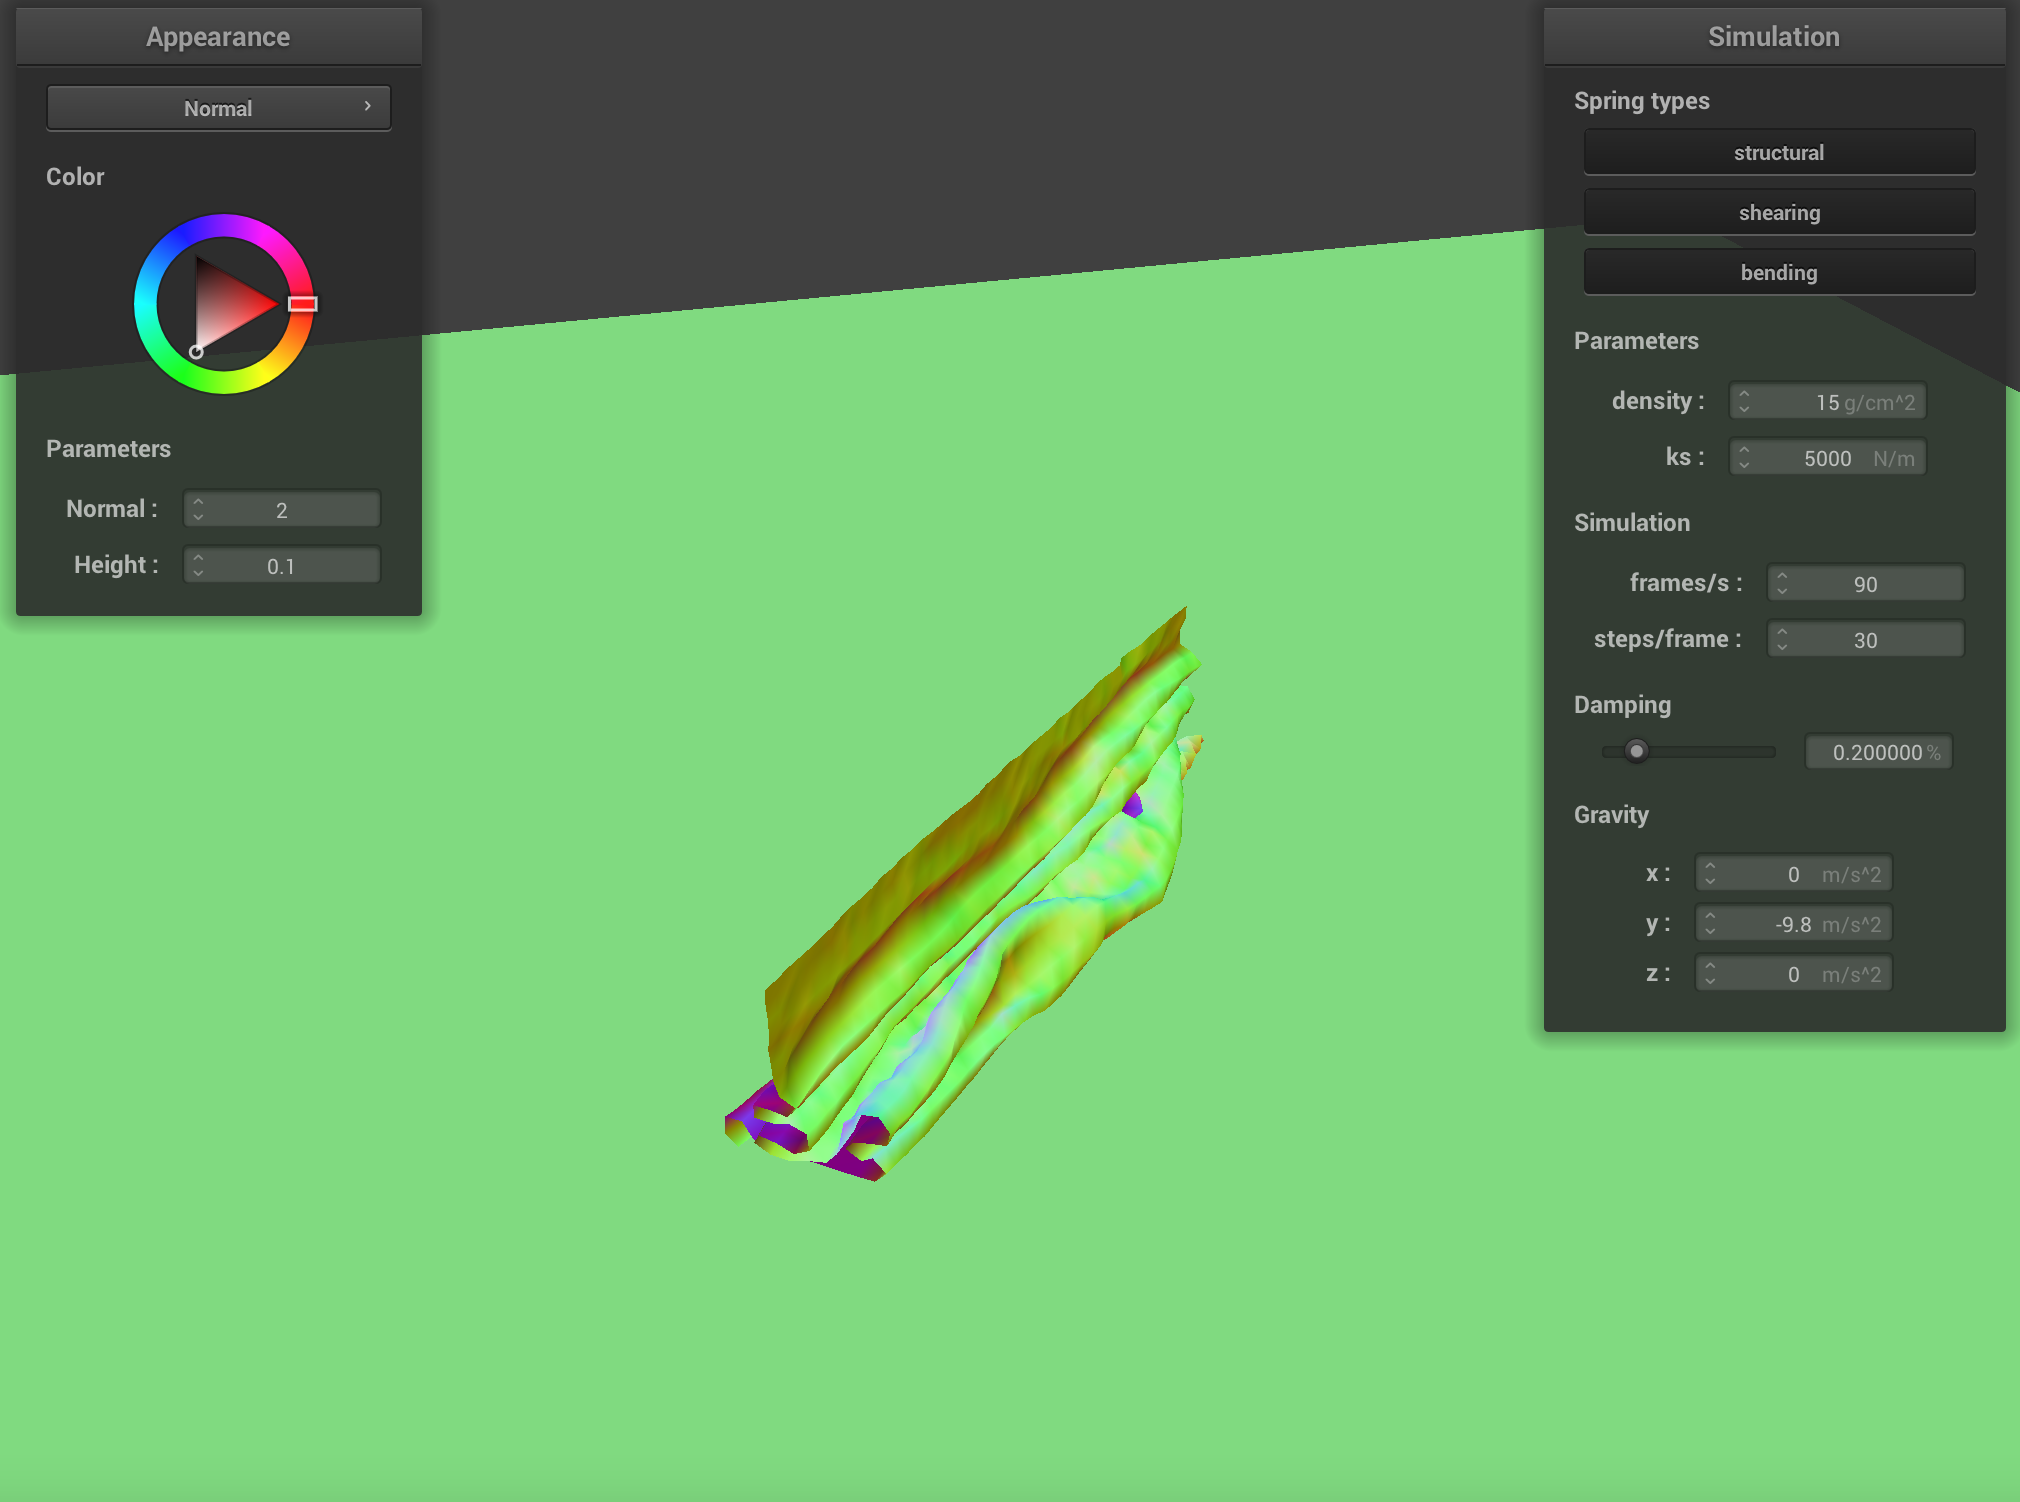 Appearance
Normal
Color
Parameters
Normal : 2
Height : 0.1
Simulation
Spring types
structural
shearing
bending
Parameters
density : 15 g/cm^2
ks : 5000 N/m
Simulation
frames/s : 90
steps/frame : 30
Damping
0.200000 %
Gravity
x : 0 m/s^2
y : -9.8 m/s^2
z : 0 m/s^2